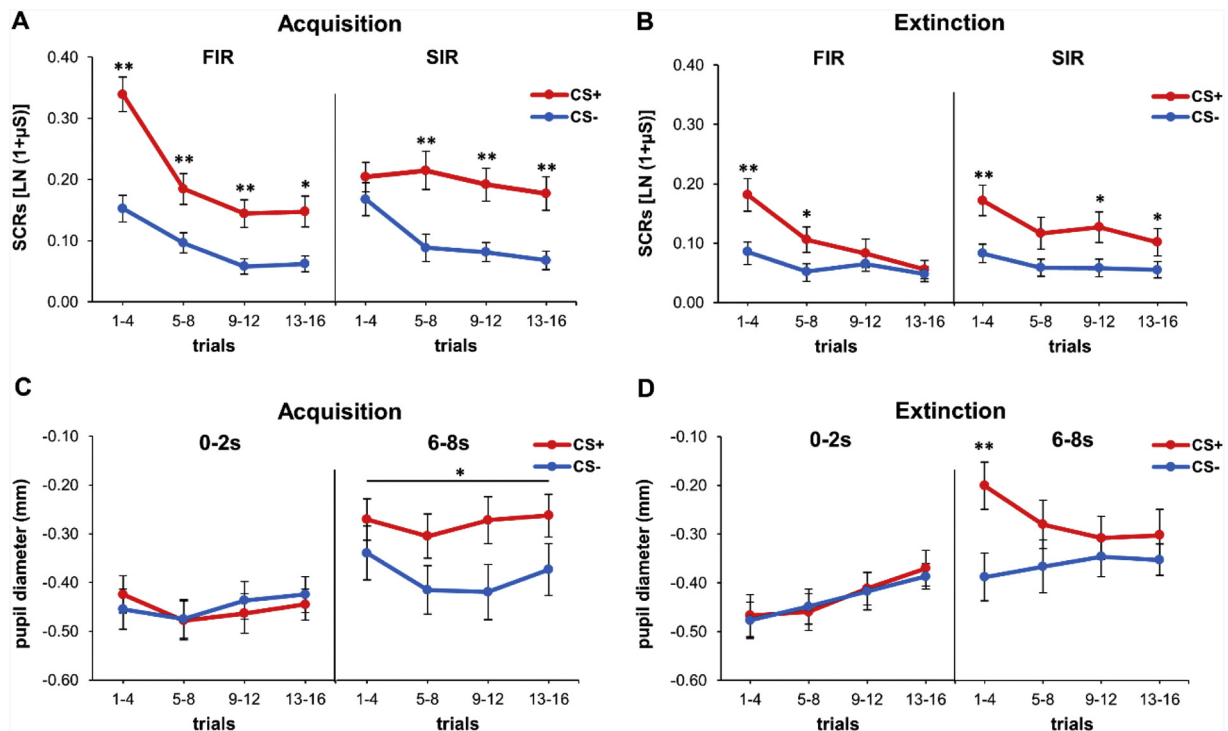 A
Acquisition
FIR
SIR
SCRs [LN (1+µS)]
0.40
0.30
0.20
0.10
0.00
**
**
**
*
**
**
**
CS+
CS-
1-4
5-8
9-12
13-16
1-4
5-8
9-12
13-16
trials
trials
B
Extinction
FIR
SIR
SCRs [LN (1+µS)]
0.40
0.30
0.20
0.10
0.00
**
*
**
*
*
CS+
CS-
1-4
5-8
9-12
13-16
1-4
5-8
9-12
13-16
trials
trials
C
Acquisition
0-2s
6-8s
pupil diameter (mm)
-0.10
-0.20
-0.30
-0.40
-0.50
-0.60
*
CS+
CS-
1-4
5-8
9-12
13-16
1-4
5-8
9-12
13-16
trials
trials
D
Extinction
0-2s
6-8s
pupil diameter (mm)
-0.10
-0.20
-0.30
-0.40
-0.50
-0.60
**
CS+
CS-
1-4
5-8
9-12
13-16
1-4
5-8
9-12
13-16
trials
trials